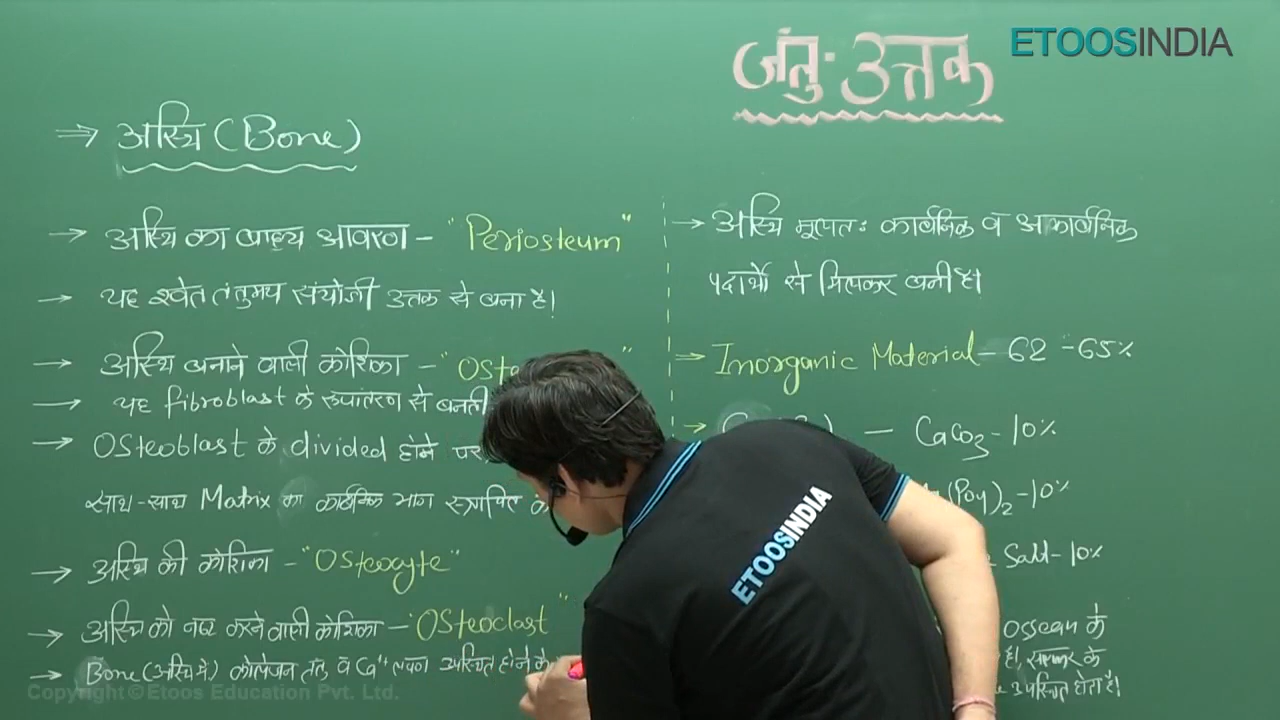 ETOOSINDIA
जंतु-उत्तक
⇒ अस्थि (Bone)
→ अस्थि का बाह्य आवरण - "Periosteum"
→ यह श्वेत तंतुमय संयोजी उत्तक से बना है।
→ अस्थि बनाने वाली कोशिका - "Oste
→ यह fibroblast के रूपांतरण से बनती
→ Osteoblast के divided होने पर
साथ-साथ Matrix का कार्बनिक भाग स्त्रावित
→ अस्थि की कोशिका - "Osteocyte"
→ अस्थि को नष्ट करने वाली कोशिका - "Osteoclast"
→ Bone (अस्थि में) कोलेजन तंतु व Ca⁺⁺ लवण उपस्थित होने के
→ अस्थि मूलतः कार्बनिक व अकार्बनिक
पदार्थो से मिलकर बनी है।
→ Inorganic Material - 62-65%
→ - CaCO3 - 10%
(PO4)2 - 10%
Salt - 10%
Ossean के
है।
उपस्थित होता है।
ETOOSINDIA
Copyright © Etoos Education Pvt. Ltd.